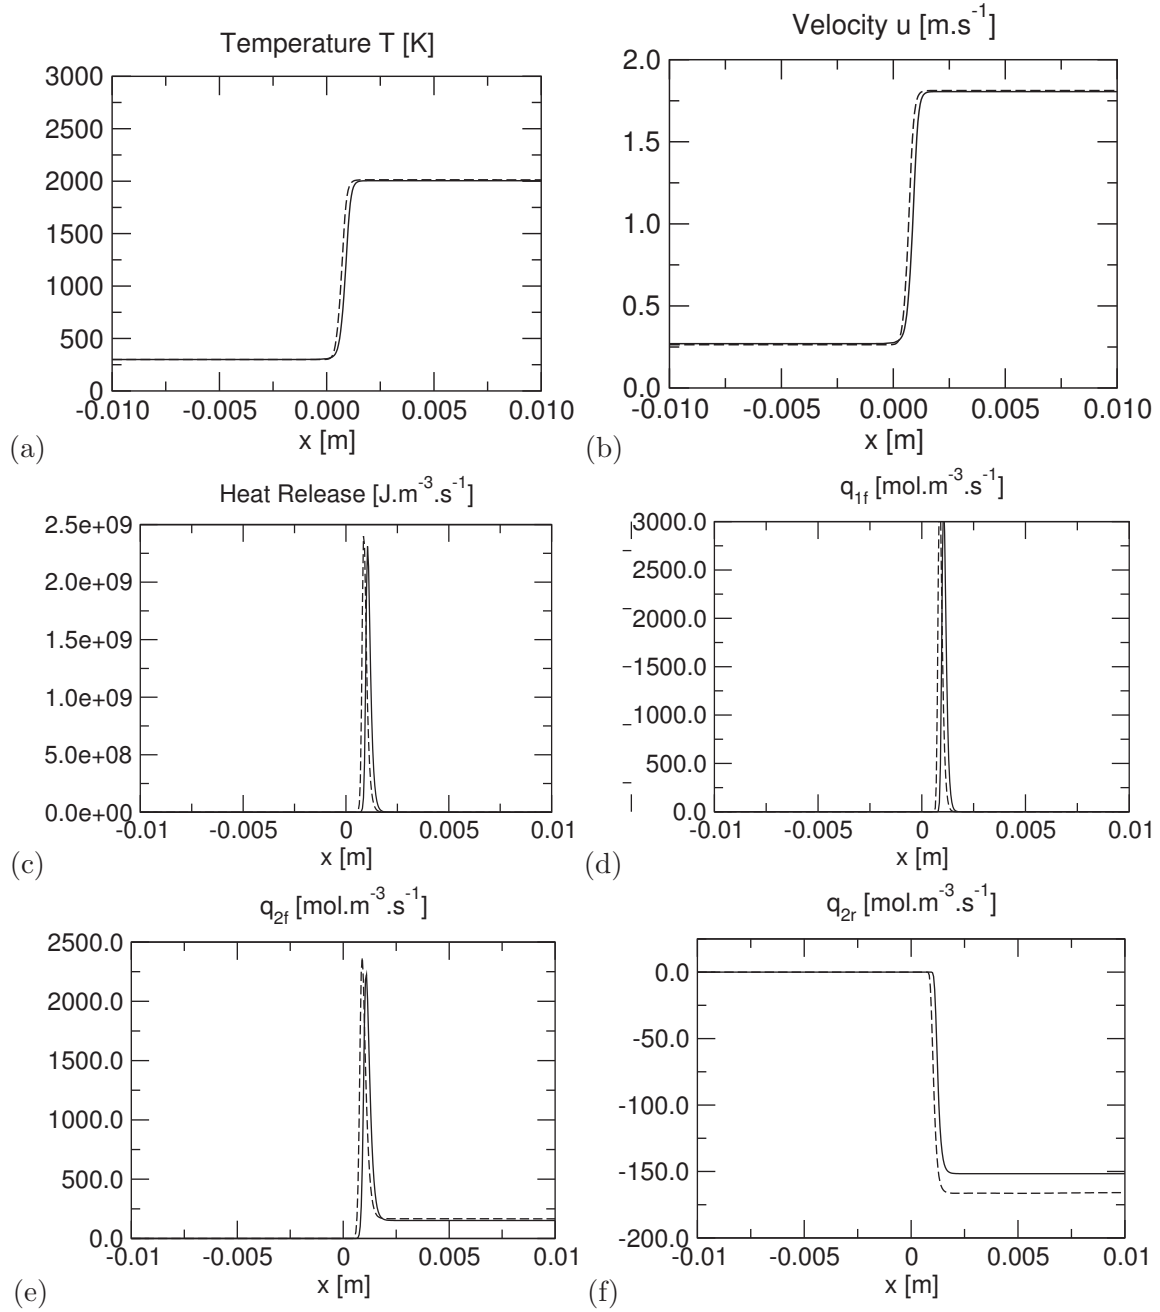 Temperature T [K]
3000
2500
2000
1500
1000
500
0
-0.010 -0.005 0.000 0.005 0.010
x [m]
(a)
Velocity u [m.s-1]
2.0
1.5
1.0
0.5
0.0
-0.010 -0.005 0.000 0.005 0.010
x [m]
(b)
Heat Release [J.m-3.s-1]
2.5e+09
2.0e+09
1.5e+09
1.0e+09
5.0e+08
0.0e+00
-0.01 -0.005 0 0.005 0.01
x [m]
(c)
q1f [mol.m-3.s-1]
3000.0
2500.0
2000.0
1500.0
1000.0
500.0
0.0
-0.01 -0.005 0 0.005 0.01
x [m]
(d)
q2f [mol.m-3.s-1]
2500.0
2000.0
1500.0
1000.0
500.0
0.0
-0.01 -0.005 0 0.005 0.01
x [m]
(e)
q2r [mol.m-3.s-1]
0.0
-50.0
-100.0
-150.0
-200.0
-0.01 -0.005 0 0.005 0.01
x [m]
(f)